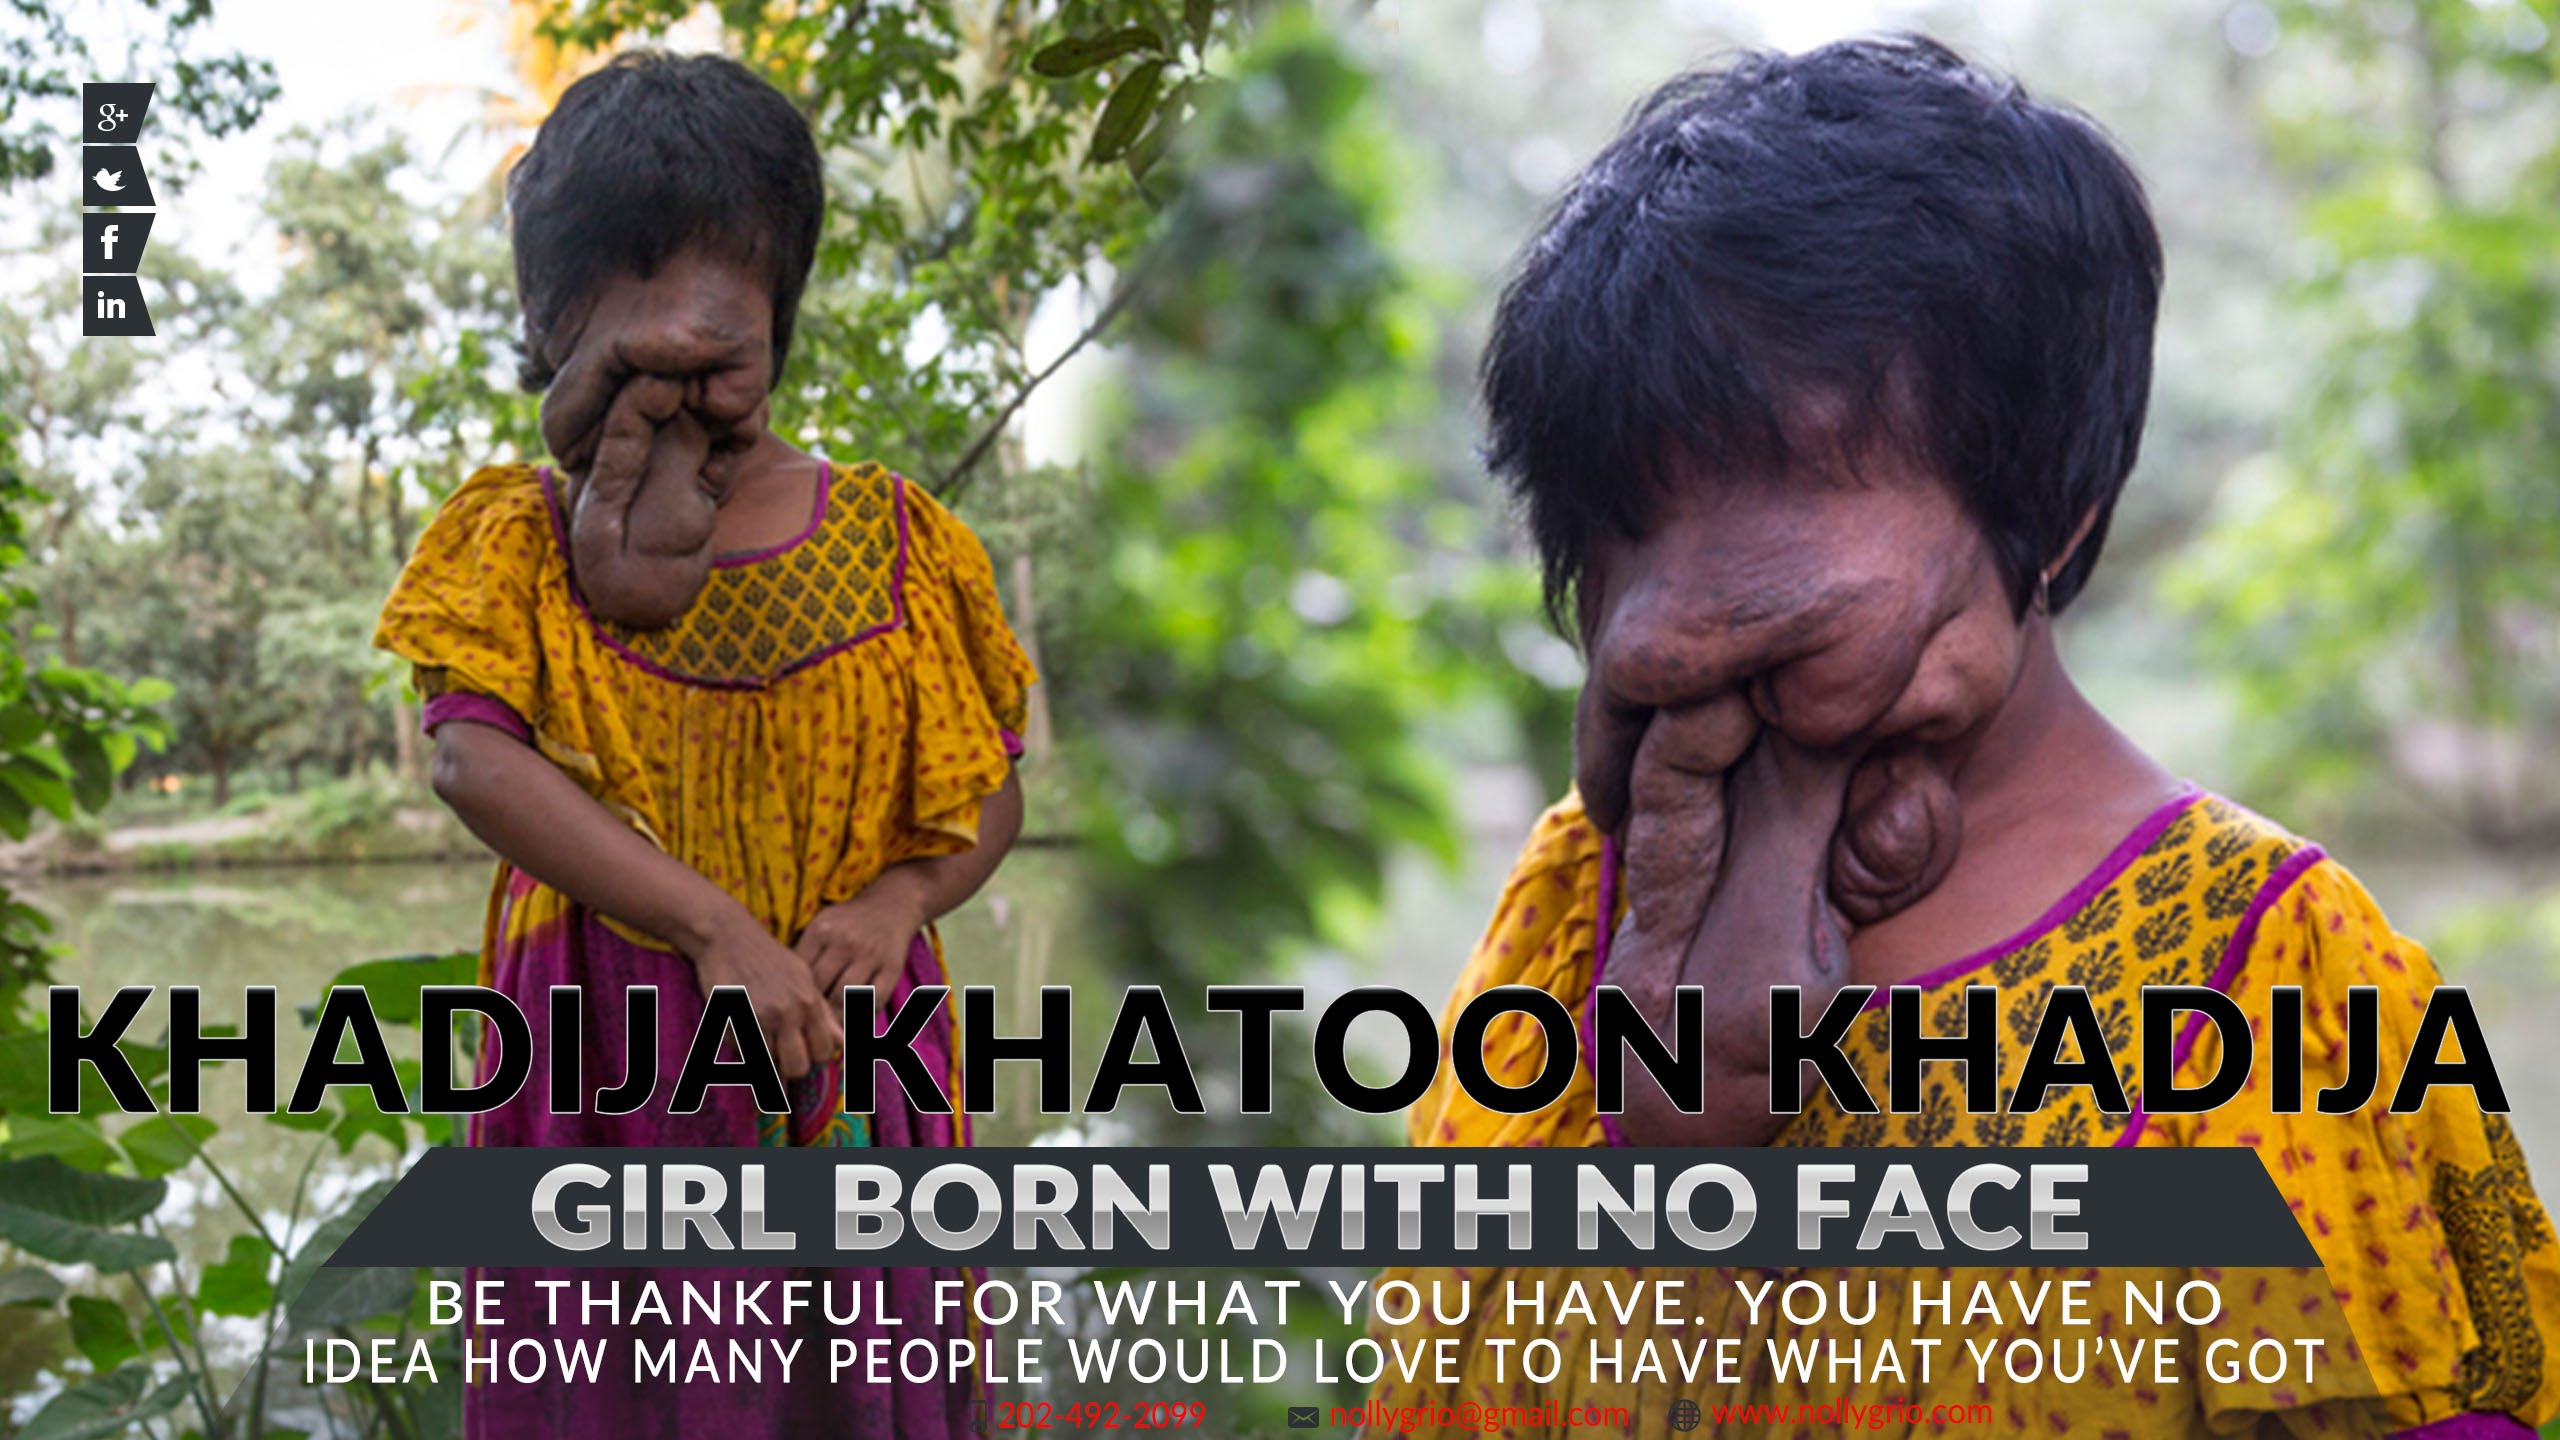 g+
f
in
KHADIJA KHATOON KHADIJA
GIRL BORN WITH NO FACE
BE THANKFUL FOR WHAT YOU HAVE. YOU HAVE NO
IDEA HOW MANY PEOPLE WOULD LOVE TO HAVE WHAT YOU’VE GOT
202-492-2099 nollygrio@gmail.com www.nollygrio.com